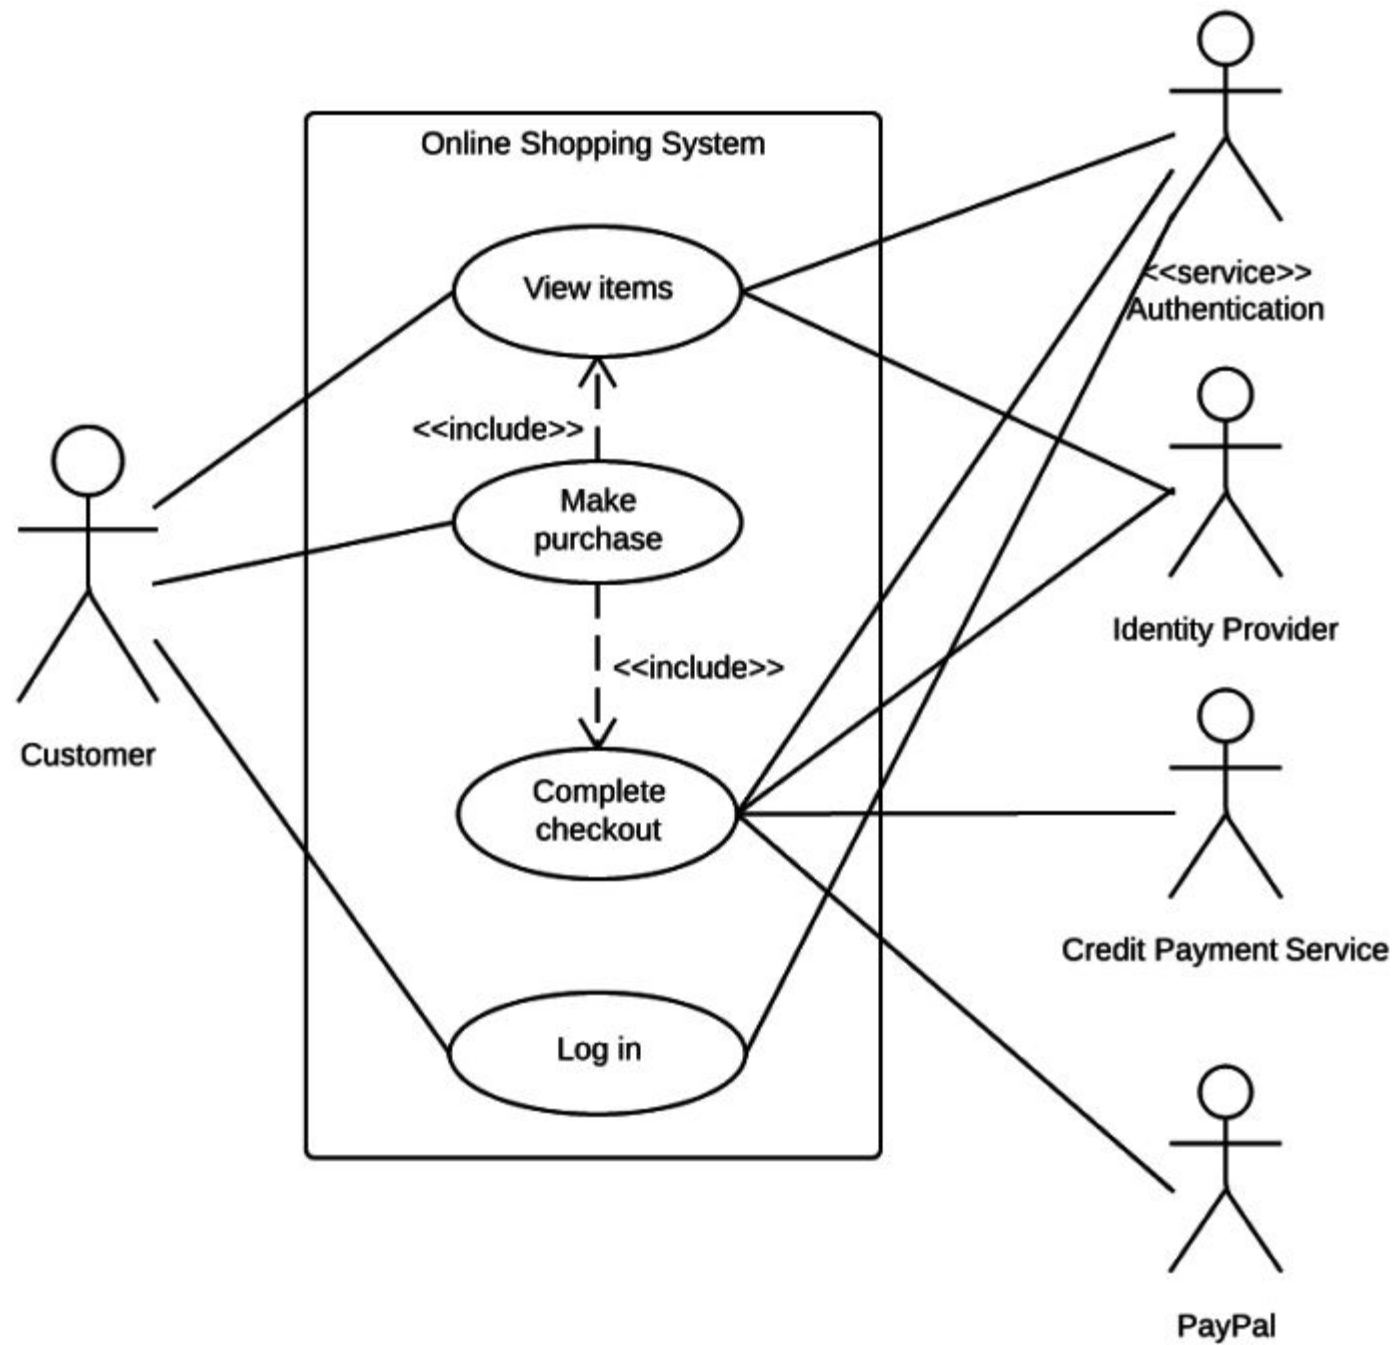 Online Shopping System
View items
<<include>>
Make
purchase
<<include>>
Complete
checkout
Log in
Customer
<<service>>
Authentication
Identity Provider
Credit Payment Service
PayPal